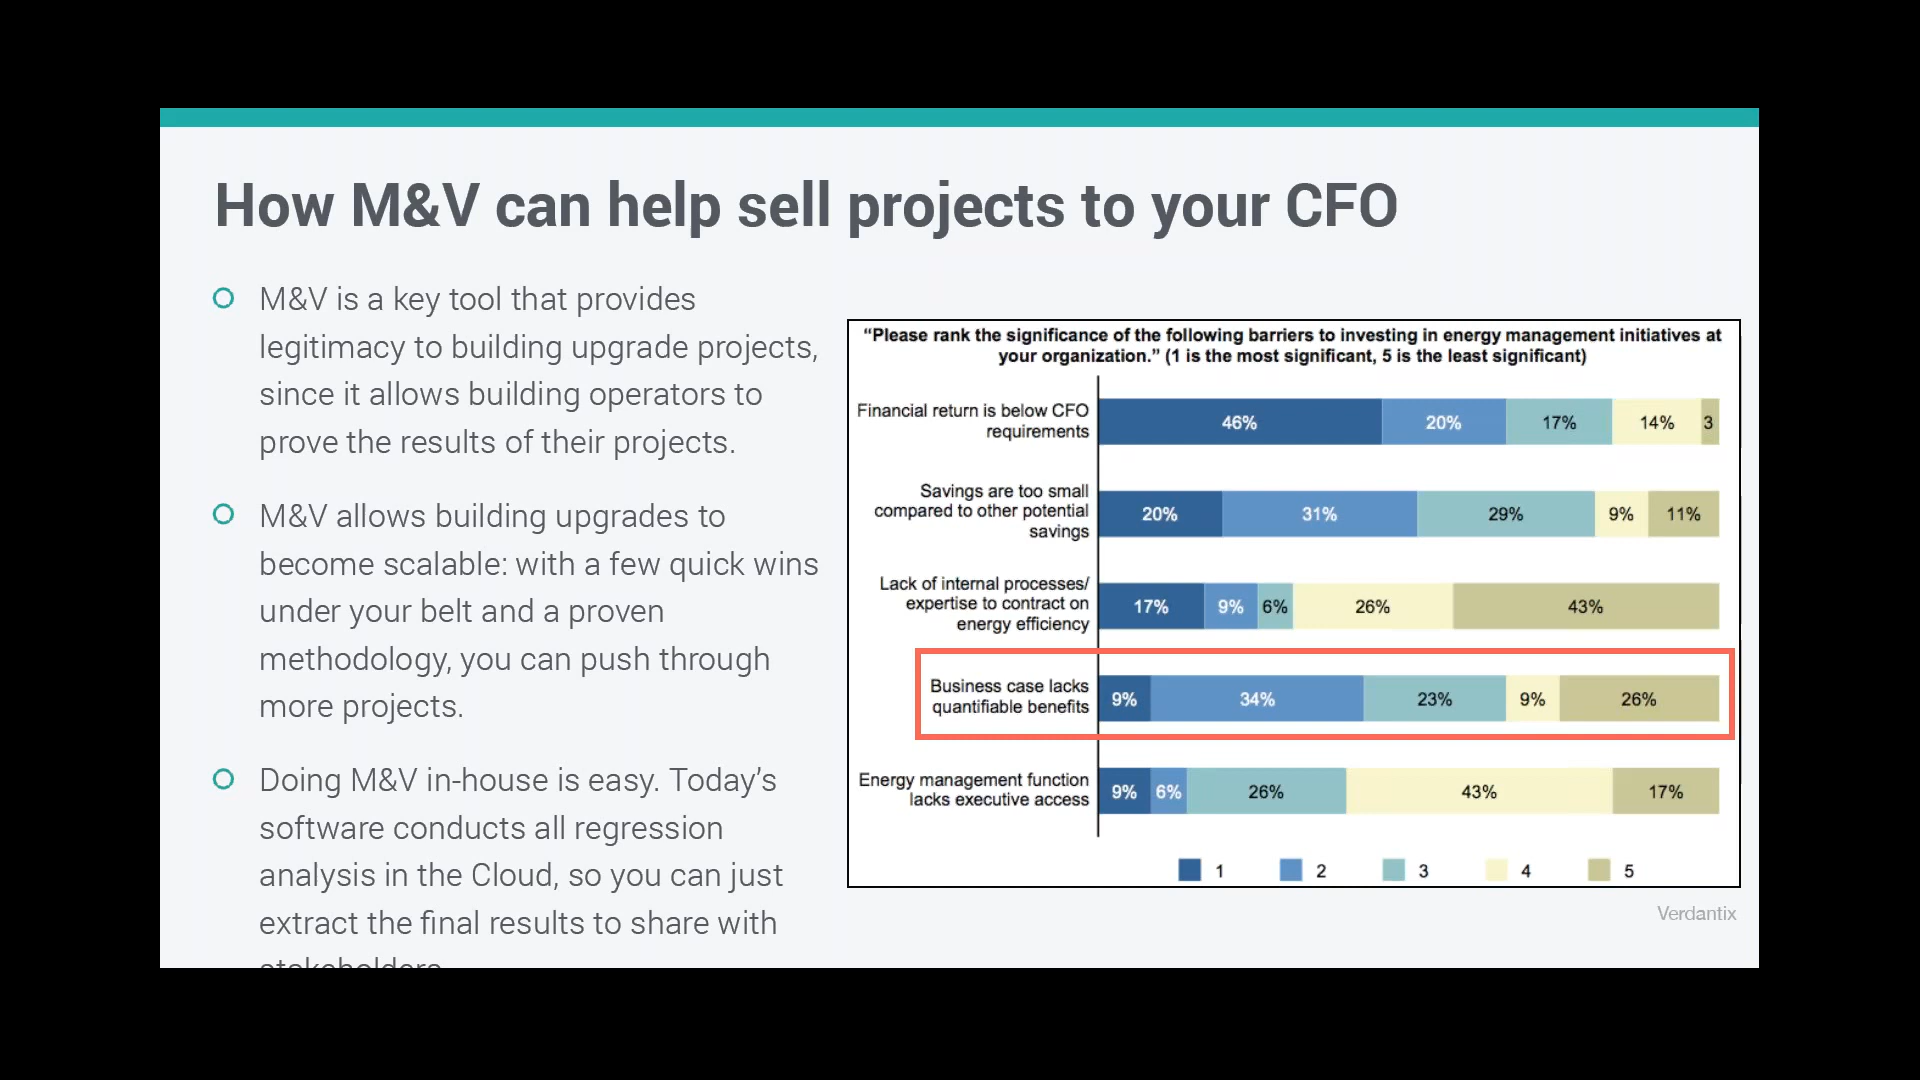 How M&V can help sell projects to your CFO
M&V is a key tool that provides
legitimacy to building upgrade projects,
since it allows building operators to
prove the results of their projects.
M&V allows building upgrades to
become scalable: with a few quick wins
under your belt and a proven
methodology, you can push through
more projects.
Doing M&V in-house is easy. Today’s
software conducts all regression
analysis in the Cloud, so you can just
extract the final results to share with
stakeholders.
“Please rank the significance of the following barriers to investing in energy management initiatives at
your organization.” (1 is the most significant, 5 is the least significant)
Financial return is below CFO
requirements
46% 20% 17% 14% 3
Savings are too small
compared to other potential
savings
20% 31% 29% 9% 11%
Lack of internal processes/
expertise to contract on
energy efficiency
17% 9% 6% 26% 43%
Business case lacks
quantifiable benefits
9% 34% 23% 9% 26%
Energy management function
lacks executive access
9% 6% 26% 43% 17%
1 2 3 4 5
Verdantix